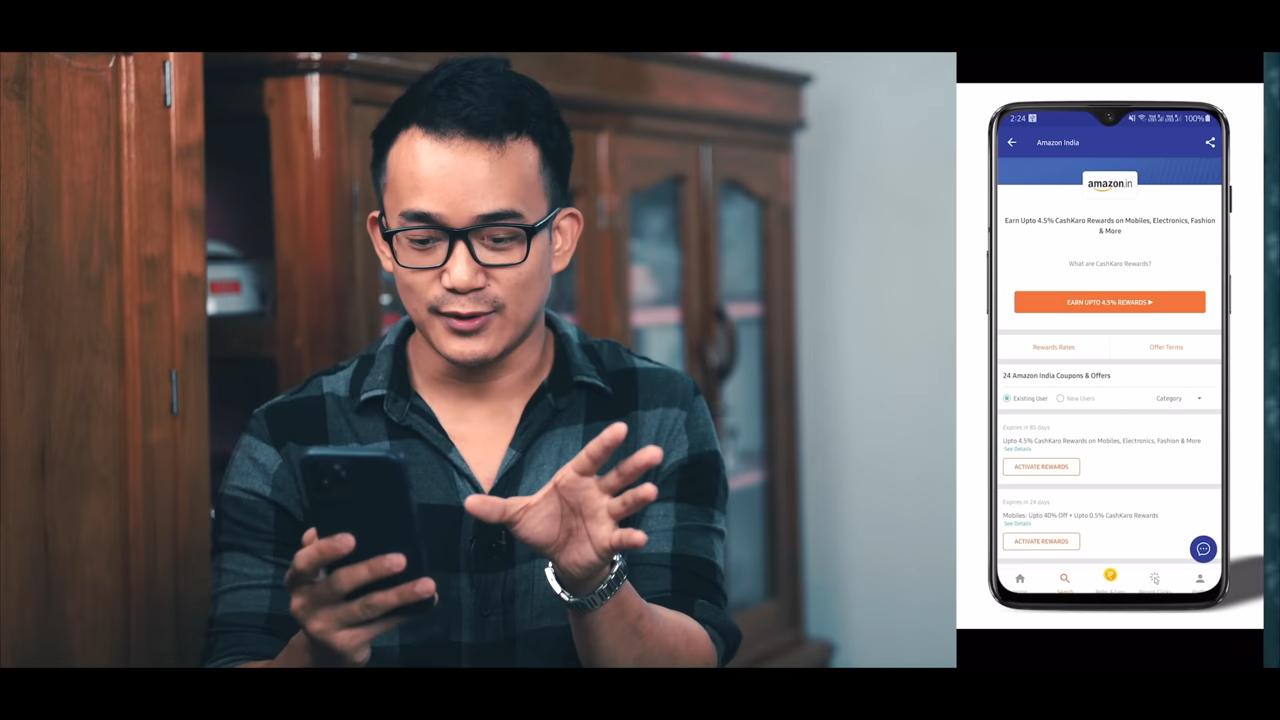 2:24
100%
Amazon India
amazon.in
Earn Upto 4.5% CashKaro Rewards on Mobiles, Electronics, Fashion
& More
What are CashKaro Rewards?
EARN UPTO 4.5% REWARDS ▶
Rewards Rates
Offer Terms
24 Amazon India Coupons & Offers
Existing User
New Users
Category
Expires in 85 days
Upto 4.5% CashKaro Rewards on Mobiles, Electronics, Fashion & More
See Details
ACTIVATE REWARDS
Expires in 24 days
Mobiles: Upto 40% Off + Upto 0.5% CashKaro Rewards
See Details
ACTIVATE REWARDS